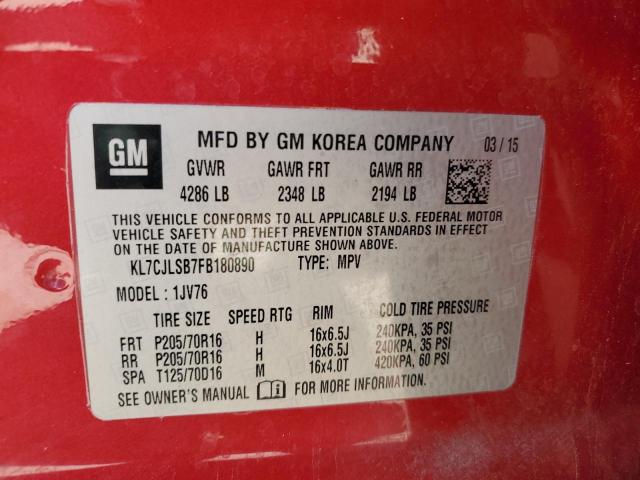 GM
MFD BY GM KOREA COMPANY 03 / 15
GVWR GAWR FRT GAWR RR
4286 LB 2348 LB 2194 LB
THIS VEHICLE CONFORMS TO ALL APPLICABLE U.S. FEDERAL MOTOR
VEHICLE SAFETY AND THEFT PREVENTION STANDARDS IN EFFECT
ON THE DATE OF MANUFACTURE SHOWN ABOVE.
KL7CJLSB7FB180890 TYPE: MPV
MODEL : 1JV76
TIRE SIZE SPEED RTG RIM COLD TIRE PRESSURE
FRT P205/70R16 H 16x6.5J 240KPA, 35 PSI
RR P205/70R16 H 16x6.5J 240KPA, 35 PSI
SPA T125/70D16 M 16x4.0T 420KPA, 60 PSI
SEE OWNER'S MANUAL FOR MORE INFORMATION.